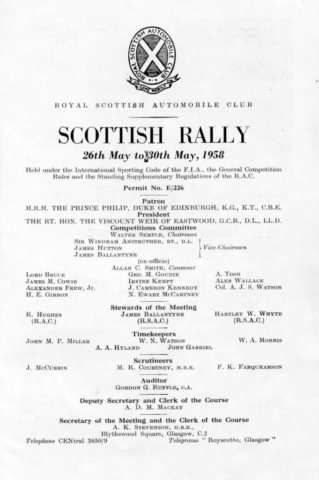 ROYAL SCOTTISH AUTOMOBILE CLUB
ROYAL SCOTTISH AUTOMOBILE CLUB
SCOTTISH RALLY
26th May to 30th May, 1958
Held under the International Sporting Code of the F.I.A., the General Competition
Rules and the Standing Supplementary Regulations of the R.A.C.
Permit No. E/226
Patron
H.R.H. THE PRINCE PHILIP, DUKE OF EDINBURGH, K.G., K.T., C.B.E.
President
THE RT. HON. THE VISCOUNT WEIR OF EASTWOOD, G.C.B., D.L., LL.D.
Competitions Committee
WALTER SEMPLE, Chairman
SIR WINDHAM ANSTRUTHER, BT., D.L.
JAMES HUTTON Vice-Chairmen
JAMES BALLANTYNE
(ex-officio)
ALLAN C. SMITH, Convener
LORD BRUCE GEO. M. GOUDIE A. TOSH
JAMES M. COWIE IRVINE KEMPT ALEX WALLACE
ALEXANDER FREW, Jr. J. CAMERON KENNEDY COL. A. J. S. WATSON
H. E. GIBSON N. EWART McCARTNEY
Stewards of the Meeting
R. HUGHES JAMES BALLANTYNE HARTLEY W. WHYTE
(R.A.C.) (R.S.A.C.) (R.S.A.C.)
Timekeepers
JOHN M. P. MILLAR W. N. WATSON W. A. MORRIS
A. A. HYLAND JOHN GABRIEL
Scrutineers
J. McCUBBIN M. R. COURTNEY, M.B.E. F. K. FARQUHARSON
Auditor
GORDON G. RUFFLE, C.A.
Deputy Secretary and Clerk of the Course
A. D. M. MACKAY
Secretary of the Meeting and the Clerk of the Course
A. K. STEVENSON, O.B.E.,
Blythswood Square, Glasgow, C.2
Telephone CENtral 3850/9 Telegrams " Royscotto, Glasgow "